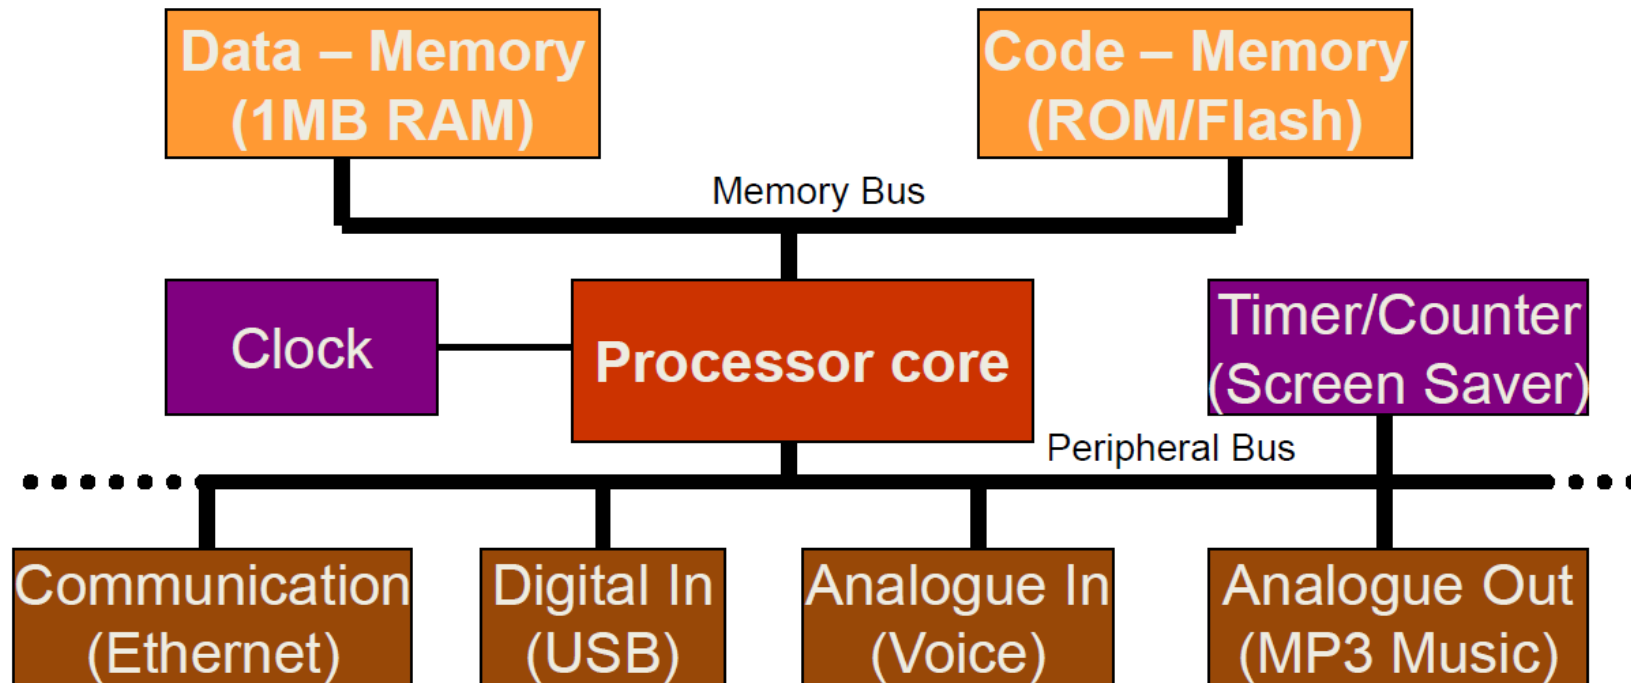 Data – Memory
(1MB RAM)
Code – Memory
(ROM/Flash)
Memory Bus
Clock
Processor core
Timer/Counter
(Screen Saver)
Peripheral Bus
Communication
(Ethernet)
Digital In
(USB)
Analogue In
(Voice)
Analogue Out
(MP3 Music)